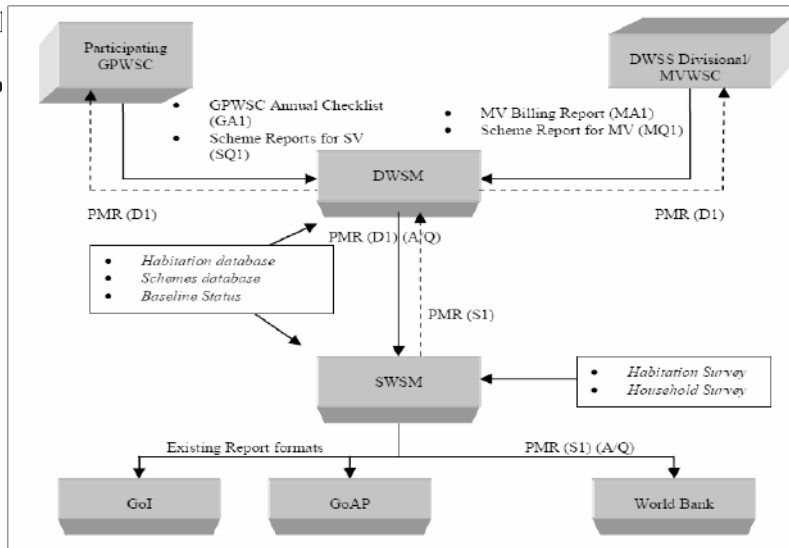 Participating
GPWSC
DWSS Divisional/
MVWSC
• GPWSC Annual Checklist
(GA1)
• Scheme Reports for SV
(SQ1)
• MV Billing Report (MA1)
• Scheme Report for MV (MQ1)
DWSM
PMR (D1)
PMR (D1)
PMR (D1) (A/Q)
• Habitation database
• Schemes database
• Baseline Status
PMR (S1)
SWSM
• Habitation Survey
• Household Survey
Existing Report formats
PMR (S1) (A/Q)
GoI
GoAP
World Bank